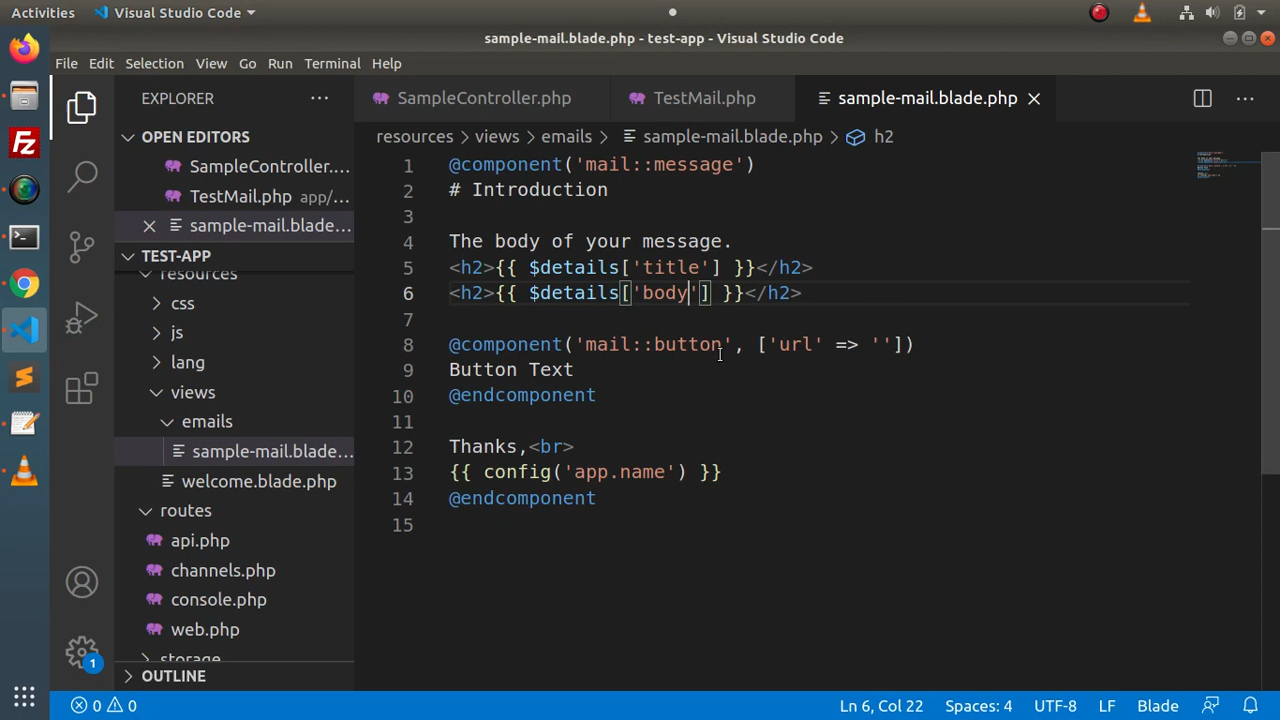 Activities Visual Studio Code
sample-mail.blade.php - test-app - Visual Studio Code
File Edit Selection View Go Run Terminal Help
EXPLORER ···
SampleController.php TestMail.php sample-mail.blade.php
OPEN EDITORS
resources > views > emails > sample-mail.blade.php > h2
SampleController....
TestMail.php app/...
sample-mail.blade...
TEST-APP
resources
css
js
lang
views
emails
sample-mail.blade...
welcome.blade.php
routes
api.php
channels.php
console.php
web.php
storage
OUTLINE
1 @component('mail::message')
2 # Introduction
3
4 The body of your message.
5 <h2>{{ $details['title'] }}</h2>
6 <h2>{{ $details['body'] }}</h2>
7
8 @component('mail::button', ['url' => ''])
9 Button Text
10 @endcomponent
11
12 Thanks,<br>
13 {{ config('app.name') }}
14 @endcomponent
15
Fz
1
0 0 Ln 6, Col 22 Spaces: 4 UTF-8 LF Blade